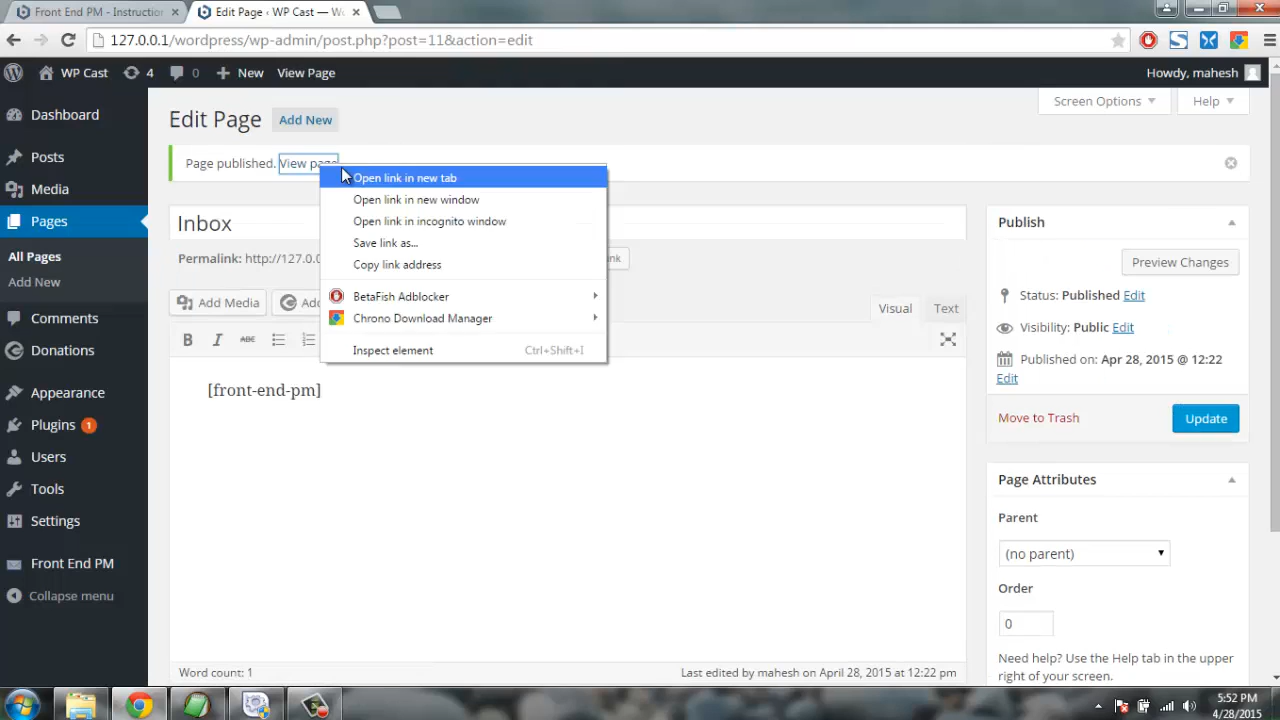 Front End PM - Instruction
Edit Page ‹ WP Cast — Wo
127.0.0.1/wordpress/wp-admin/post.php?post=11&action=edit
WP Cast
4
0
New
View Page
Howdy, mahesh
Dashboard
Posts
Media
Pages
All Pages
Add New
Comments
Donations
Appearance
Plugins 1
Users
Tools
Settings
Front End PM
Collapse menu
Edit Page
Add New
Screen Options
Help
Page published. View page
Open link in new tab
Open link in new window
Open link in incognito window
Save link as...
Copy link address
BetaFish Adblocker
Chrono Download Manager
Inspect element Ctrl+Shift+I
Inbox
Permalink: http://127.0.
Add Media
Visual
Text
B I ABC
[front-end-pm]
Word count: 1
Last edited by mahesh on April 28, 2015 at 12:22 pm
Publish
Preview Changes
Status: Published Edit
Visibility: Public Edit
Published on: Apr 28, 2015 @ 12:22
Edit
Move to Trash
Update
Page Attributes
Parent
(no parent)
Order
0
Need help? Use the Help tab in the upper
right of your screen.
5:52 PM
4/28/2015